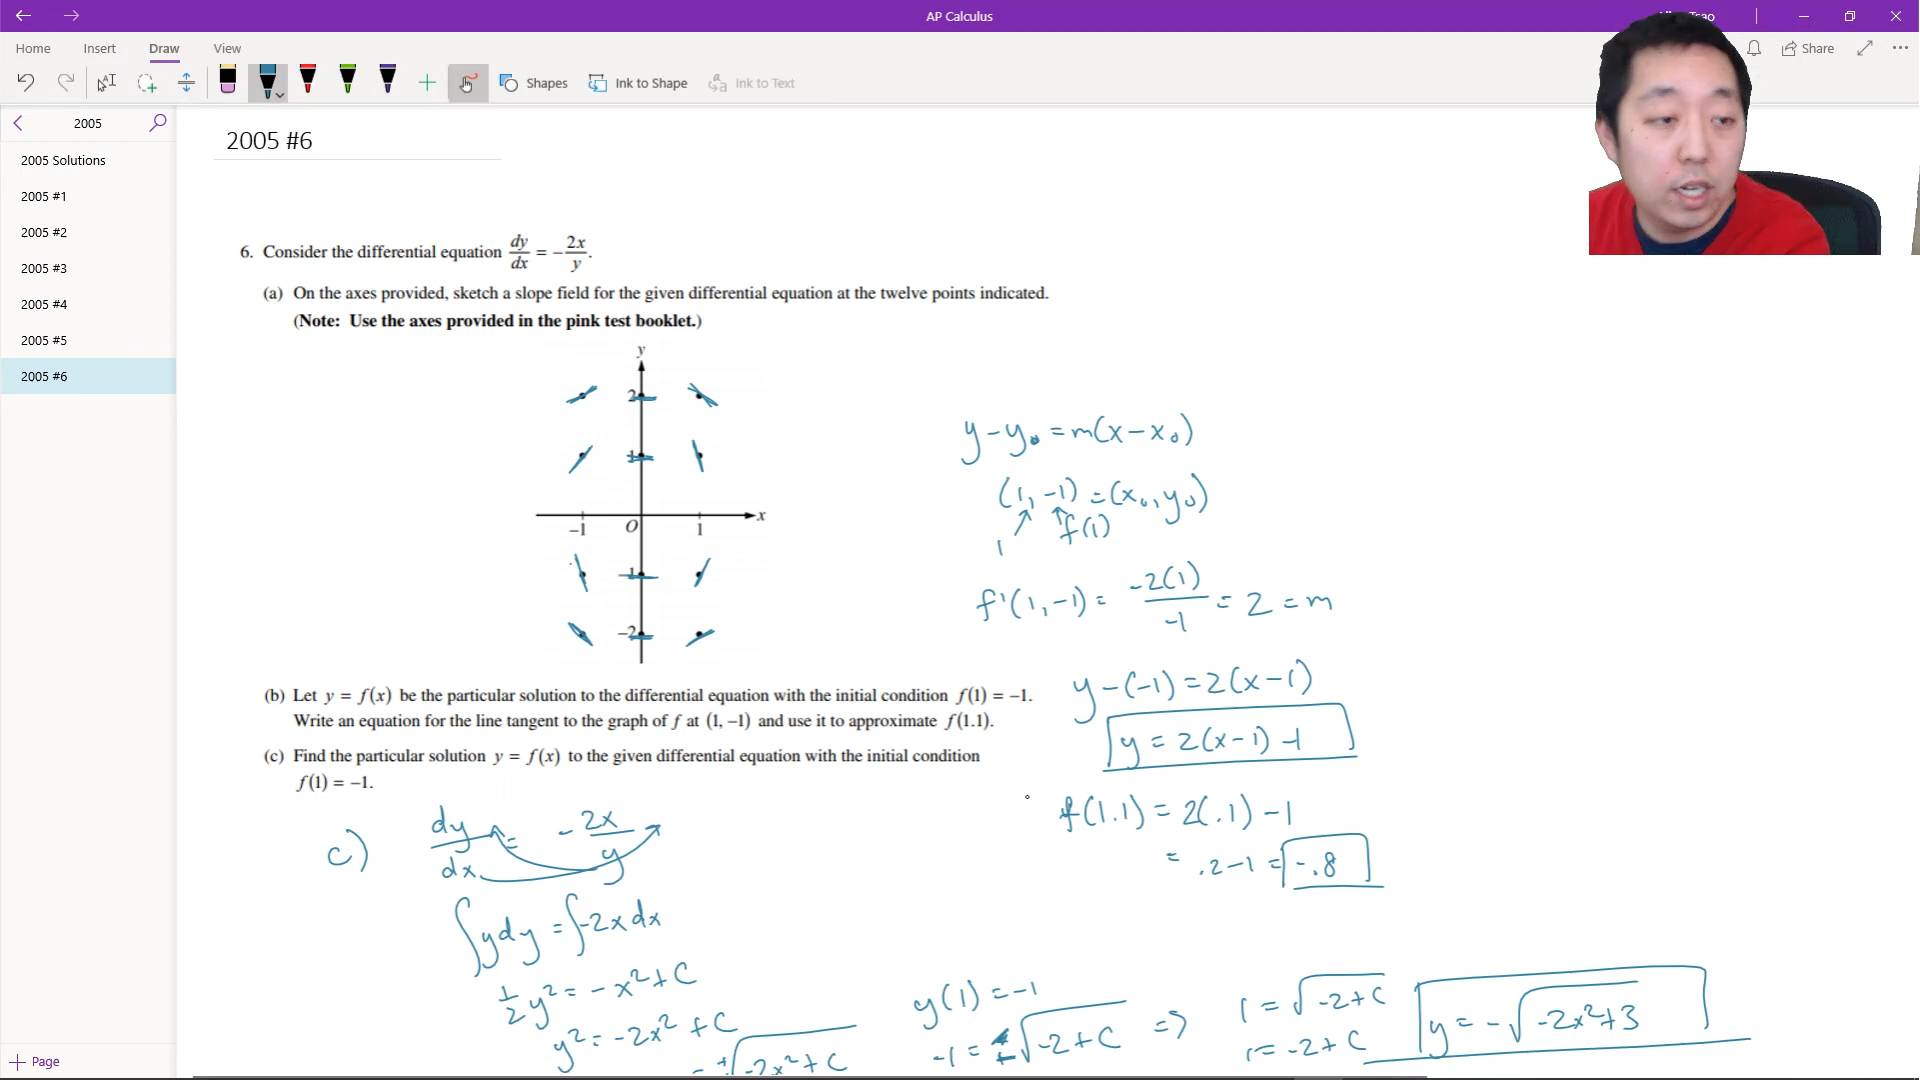 AP Calculus
Home Insert Draw View
Share
Shapes Ink to Shape Ink to Text
2005
2005 Solutions
2005 #1
2005 #2
2005 #3
2005 #4
2005 #5
2005 #6
Page
2005 #6
6. Consider the differential equation dy/dx = −2x/y.
(a) On the axes provided, sketch a slope field for the given differential equation at the twelve points indicated.
(Note: Use the axes provided in the pink test booklet.)
y
2
1
−1 O 1 x
−1
−2
y − y₀ = m(x − x₀)
(1, −1) = (x₀, y₀)
1 f(1)
f'(1, −1) = −2(1)/−1 = 2 = m
(b) Let y = f(x) be the particular solution to the differential equation with the initial condition f(1) = −1.
Write an equation for the line tangent to the graph of f at (1, −1) and use it to approximate f(1.1).
(c) Find the particular solution y = f(x) to the given differential equation with the initial condition
f(1) = −1.
y − (−1) = 2(x − 1)
y = 2(x−1) −1
f(1.1) = 2(.1) − 1
= .2 − 1 = −.8
c) dy/dx = −2x/y
∫ydy = ∫−2x dx
½y² = −x² + C
y² = −2x² + C
= ±√−2x² + C
y(1) = −1
−1 = ±√−2 + C ⇒
1 = √−2 + C
1 = −2 + C
y = −√−2x² + 3